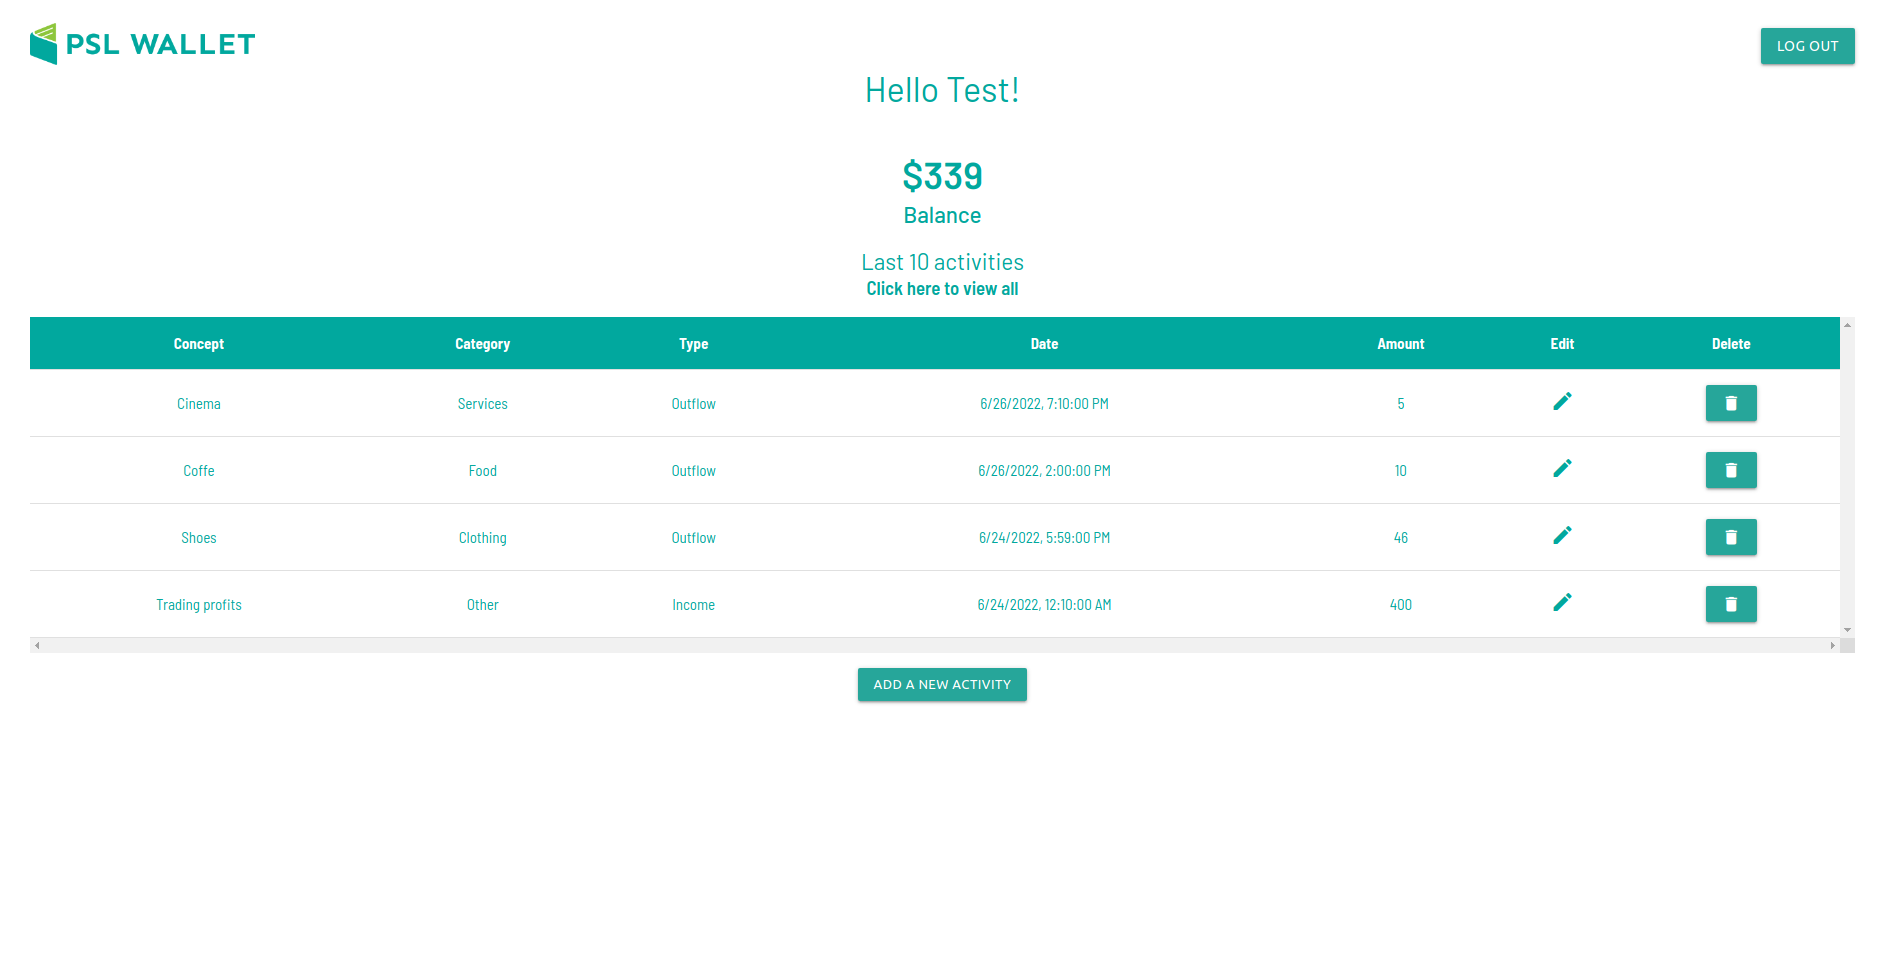 PSL WALLET
LOG OUT
Hello Test!
$339
Balance
Last 10 activities
Click here to view all
Concept Category Type Date Amount Edit Delete
Cinema Services Outflow 6/26/2022, 7:10:00 PM 5
Coffe Food Outflow 6/26/2022, 2:00:00 PM 10
Shoes Clothing Outflow 6/24/2022, 5:59:00 PM 46
Trading profits Other Income 6/24/2022, 12:10:00 AM 400
ADD A NEW ACTIVITY